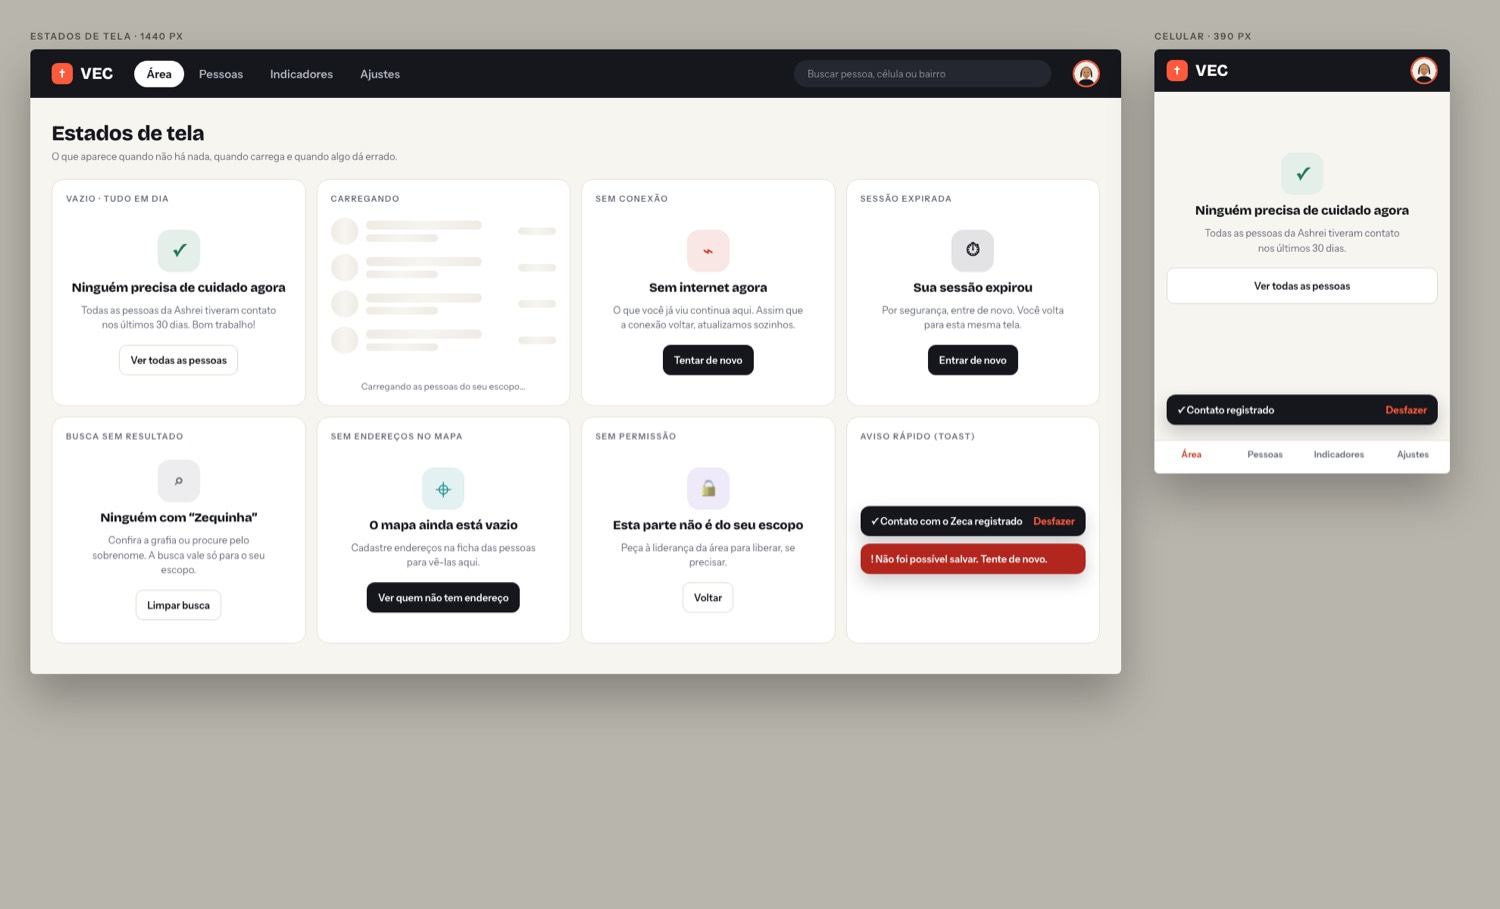 ESTADOS DE TELA · 1440 PX
VEC
Área
Pessoas
Indicadores
Ajustes
Buscar pessoa, célula ou bairro
Estados de tela
O que aparece quando não há nada, quando carrega e quando algo dá errado.
VAZIO · TUDO EM DIA
Ninguém precisa de cuidado agora
Todas as pessoas da Ashrei tiveram contato
nos últimos 30 dias. Bom trabalho!
Ver todas as pessoas
CARREGANDO
Carregando as pessoas do seu escopo…
SEM CONEXÃO
Sem internet agora
O que você já viu continua aqui. Assim que
a conexão voltar, atualizamos sozinhos.
Tentar de novo
SESSÃO EXPIRADA
Sua sessão expirou
Por segurança, entre de novo. Você volta
para esta mesma tela.
Entrar de novo
BUSCA SEM RESULTADO
Ninguém com “Zequinha”
Confira a grafia ou procure pelo
sobrenome. A busca vale só para o seu
escopo.
Limpar busca
SEM ENDEREÇOS NO MAPA
O mapa ainda está vazio
Cadastre endereços na ficha das pessoas
para vê-las aqui.
Ver quem não tem endereço
SEM PERMISSÃO
Esta parte não é do seu escopo
Peça à liderança da área para liberar, se
precisar.
Voltar
AVISO RÁPIDO (TOAST)
✓ Contato com o Zeca registrado Desfazer
! Não foi possível salvar. Tente de novo.
CELULAR · 390 PX
VEC
Ninguém precisa de cuidado agora
Todas as pessoas da Ashrei tiveram contato
nos últimos 30 dias.
Ver todas as pessoas
✓ Contato registrado Desfazer
Área
Pessoas
Indicadores
Ajustes